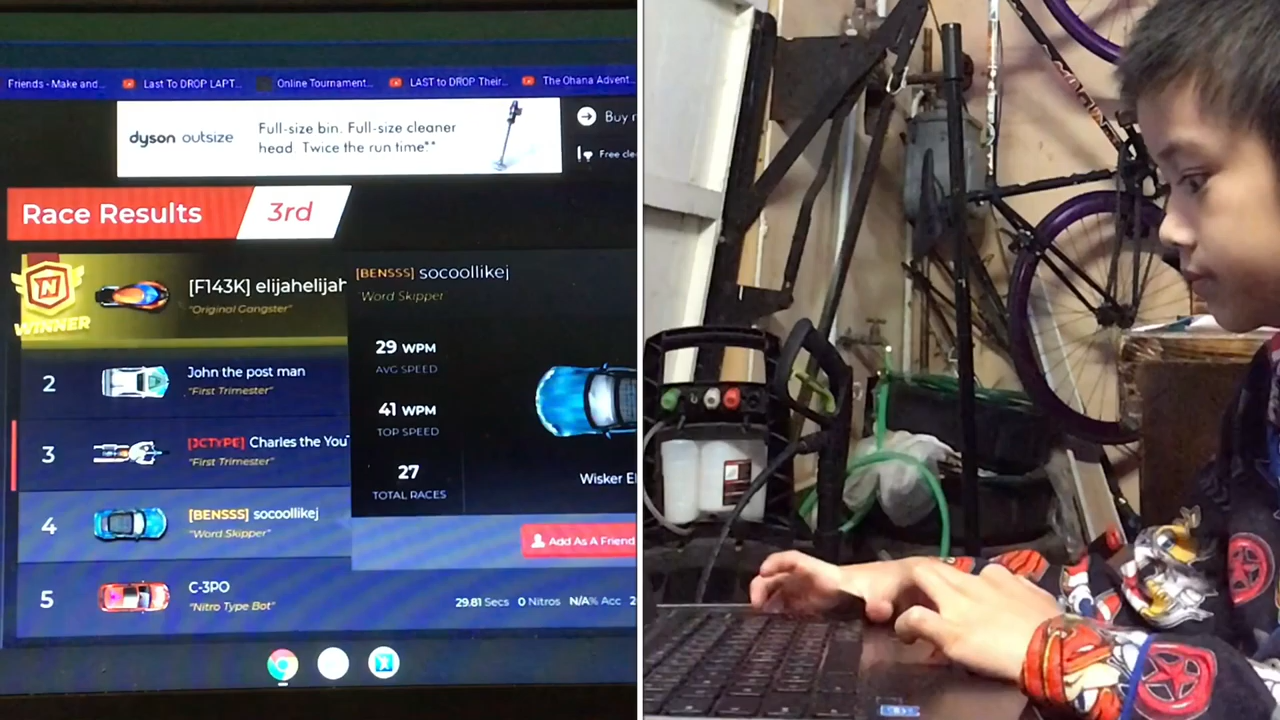 Friends - Make and... Last To DROP LAPT... Online Tournament... LAST to DROP Their... The Ohana Advent...
dyson outsize
Full-size bin. Full-size cleaner
head. Twice the run time**
Buy
Free
Race Results 3rd
N
WINNER
[F143K] elijahelijah
"Original Gangster"
2 John the post man
"First Trimester"
3 [JCTYPE] Charles the You
"First Trimester"
4 [BENSSS] socoollikej
"Word Skipper"
5 C-3PO
"Nitro Type Bot"
29.81 Secs 0 Nitros N/A% Acc
[BENSSS] socoollikej
"Word Skipper"
29 WPM
AVG SPEED
41 WPM
TOP SPEED
27
TOTAL RACES
Wisker El
Add As A Friend